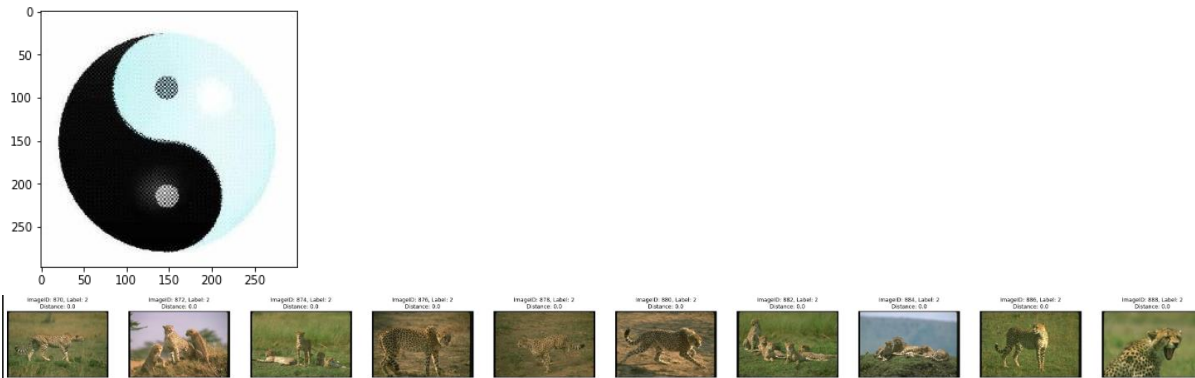 0
50
100
150
200
250
0 50 100 150 200 250
ImageID: 870, Label: 2
Distance: 0.0
ImageID: 872, Label: 2
Distance: 0.0
ImageID: 874, Label: 2
Distance: 0.0
ImageID: 876, Label: 2
Distance: 0.0
ImageID: 878, Label: 2
Distance: 0.0
ImageID: 880, Label: 2
Distance: 0.0
ImageID: 882, Label: 2
Distance: 0.0
ImageID: 884, Label: 2
Distance: 0.0
ImageID: 886, Label: 2
Distance: 0.0
ImageID: 888, Label: 2
Distance: 0.0